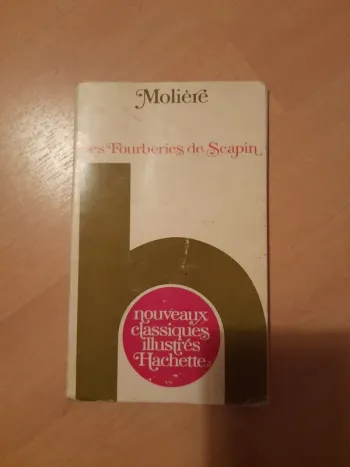 Molière
Les Fourberies de Scapin
nouveaux
classiques
illustrés
Hachette